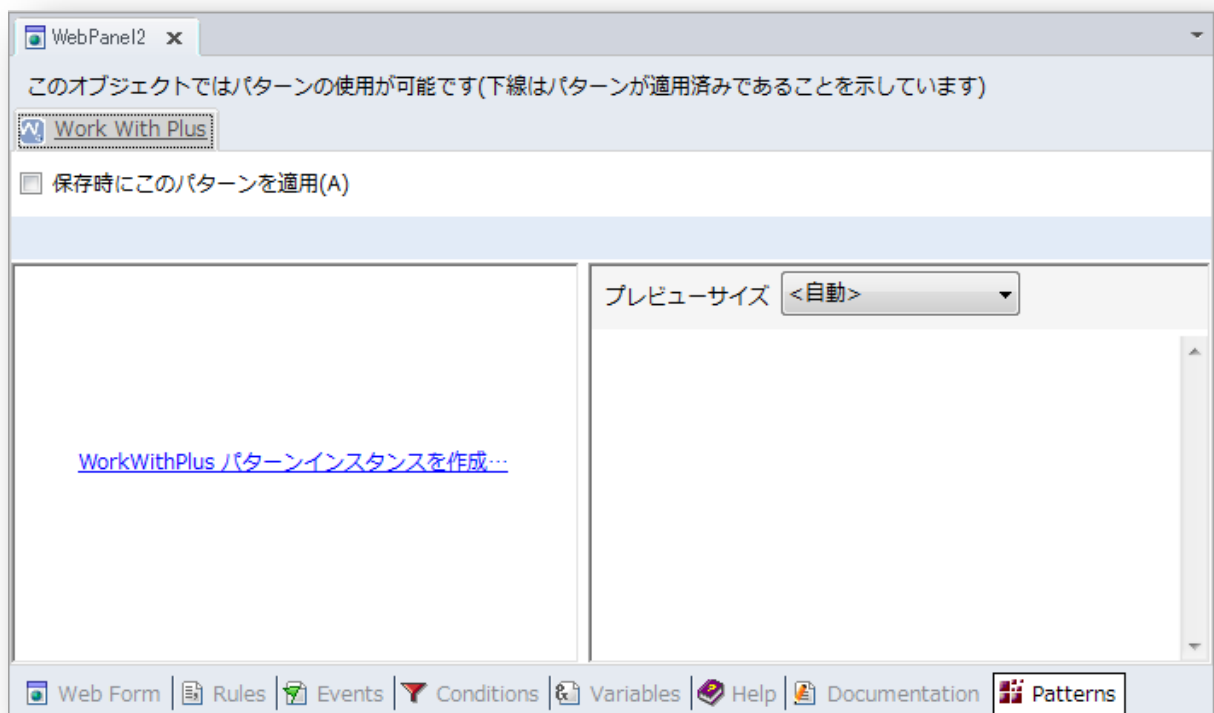 WebPanel2
このオブジェクトではパターンの使用が可能です(下線はパターンが適用済みであることを示しています)
Work With Plus
保存時にこのパターンを適用(A)
プレビューサイズ <自動>
WorkWithPlus パターンインスタンスを作成…
Web Form Rules Events Conditions Variables Help Documentation Patterns